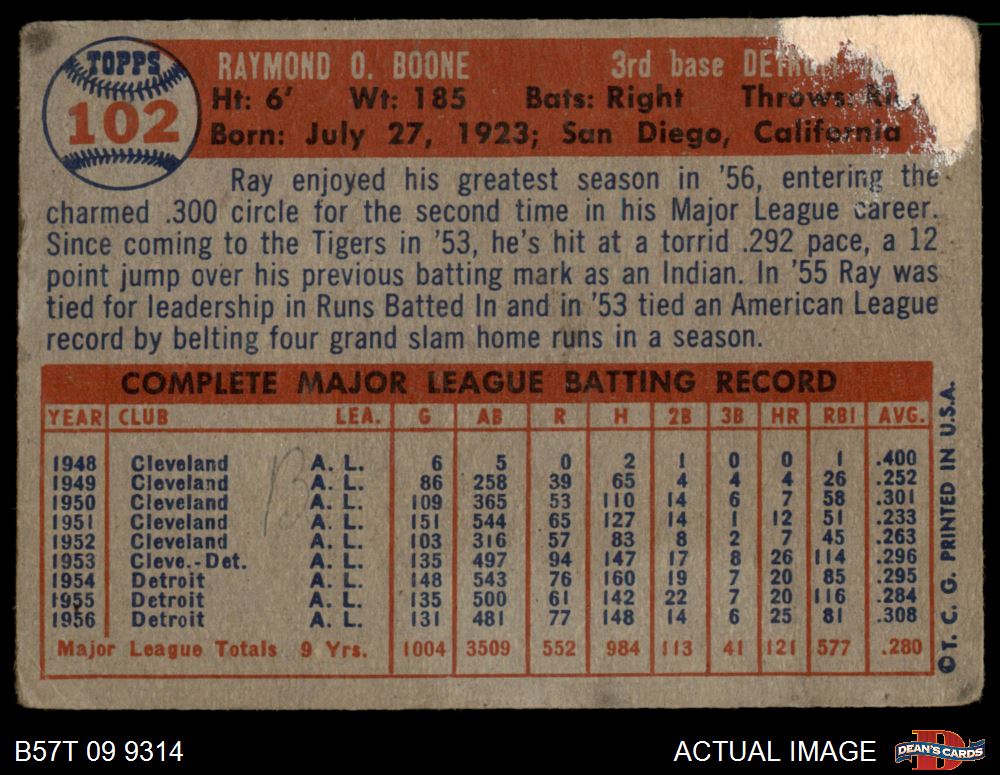 TOPPS
102
RAYMOND O. BOONE 3rd base
Ht: 6' Wt: 185 Bats: Right Throws:
Born: July 27, 1923; San Diego, California
Ray enjoyed his greatest season in '56, entering the
charmed .300 circle for the second time in his Major League career.
Since coming to the Tigers in '53, he's hit at a torrid .292 pace, a 12
point jump over his previous batting mark as an Indian. In '55 Ray was
tied for leadership in Runs Batted In and in '53 tied an American League
record by belting four grand slam home runs in a season.
COMPLETE MAJOR LEAGUE BATTING RECORD
YEAR CLUB LEA. G AB R H 2B 3B HR RBI AVG.
1948 Cleveland A. L. 6 5 0 2 1 0 0 1 .400
1949 Cleveland A. L. 86 258 39 65 4 4 4 26 .252
1950 Cleveland A. L. 109 365 53 110 14 6 7 58 .301
1951 Cleveland A. L. 151 544 65 127 14 1 12 51 .233
1952 Cleveland A. L. 103 316 57 83 8 2 7 45 .263
1953 Cleve.-Det. A. L. 135 497 94 147 17 8 26 114 .296
1954 Detroit A. L. 148 543 76 160 19 7 20 85 .295
1955 Detroit A. L. 135 500 61 142 22 7 20 116 .284
1956 Detroit A. L. 131 481 77 148 14 6 25 81 .308
Major League Totals 9 Yrs. 1004 3509 552 984 113 41 121 577 .280
© T. C. G. PRINTED IN U.S.A.
B57T 09 9314
ACTUAL IMAGE
DEAN'S CARDS